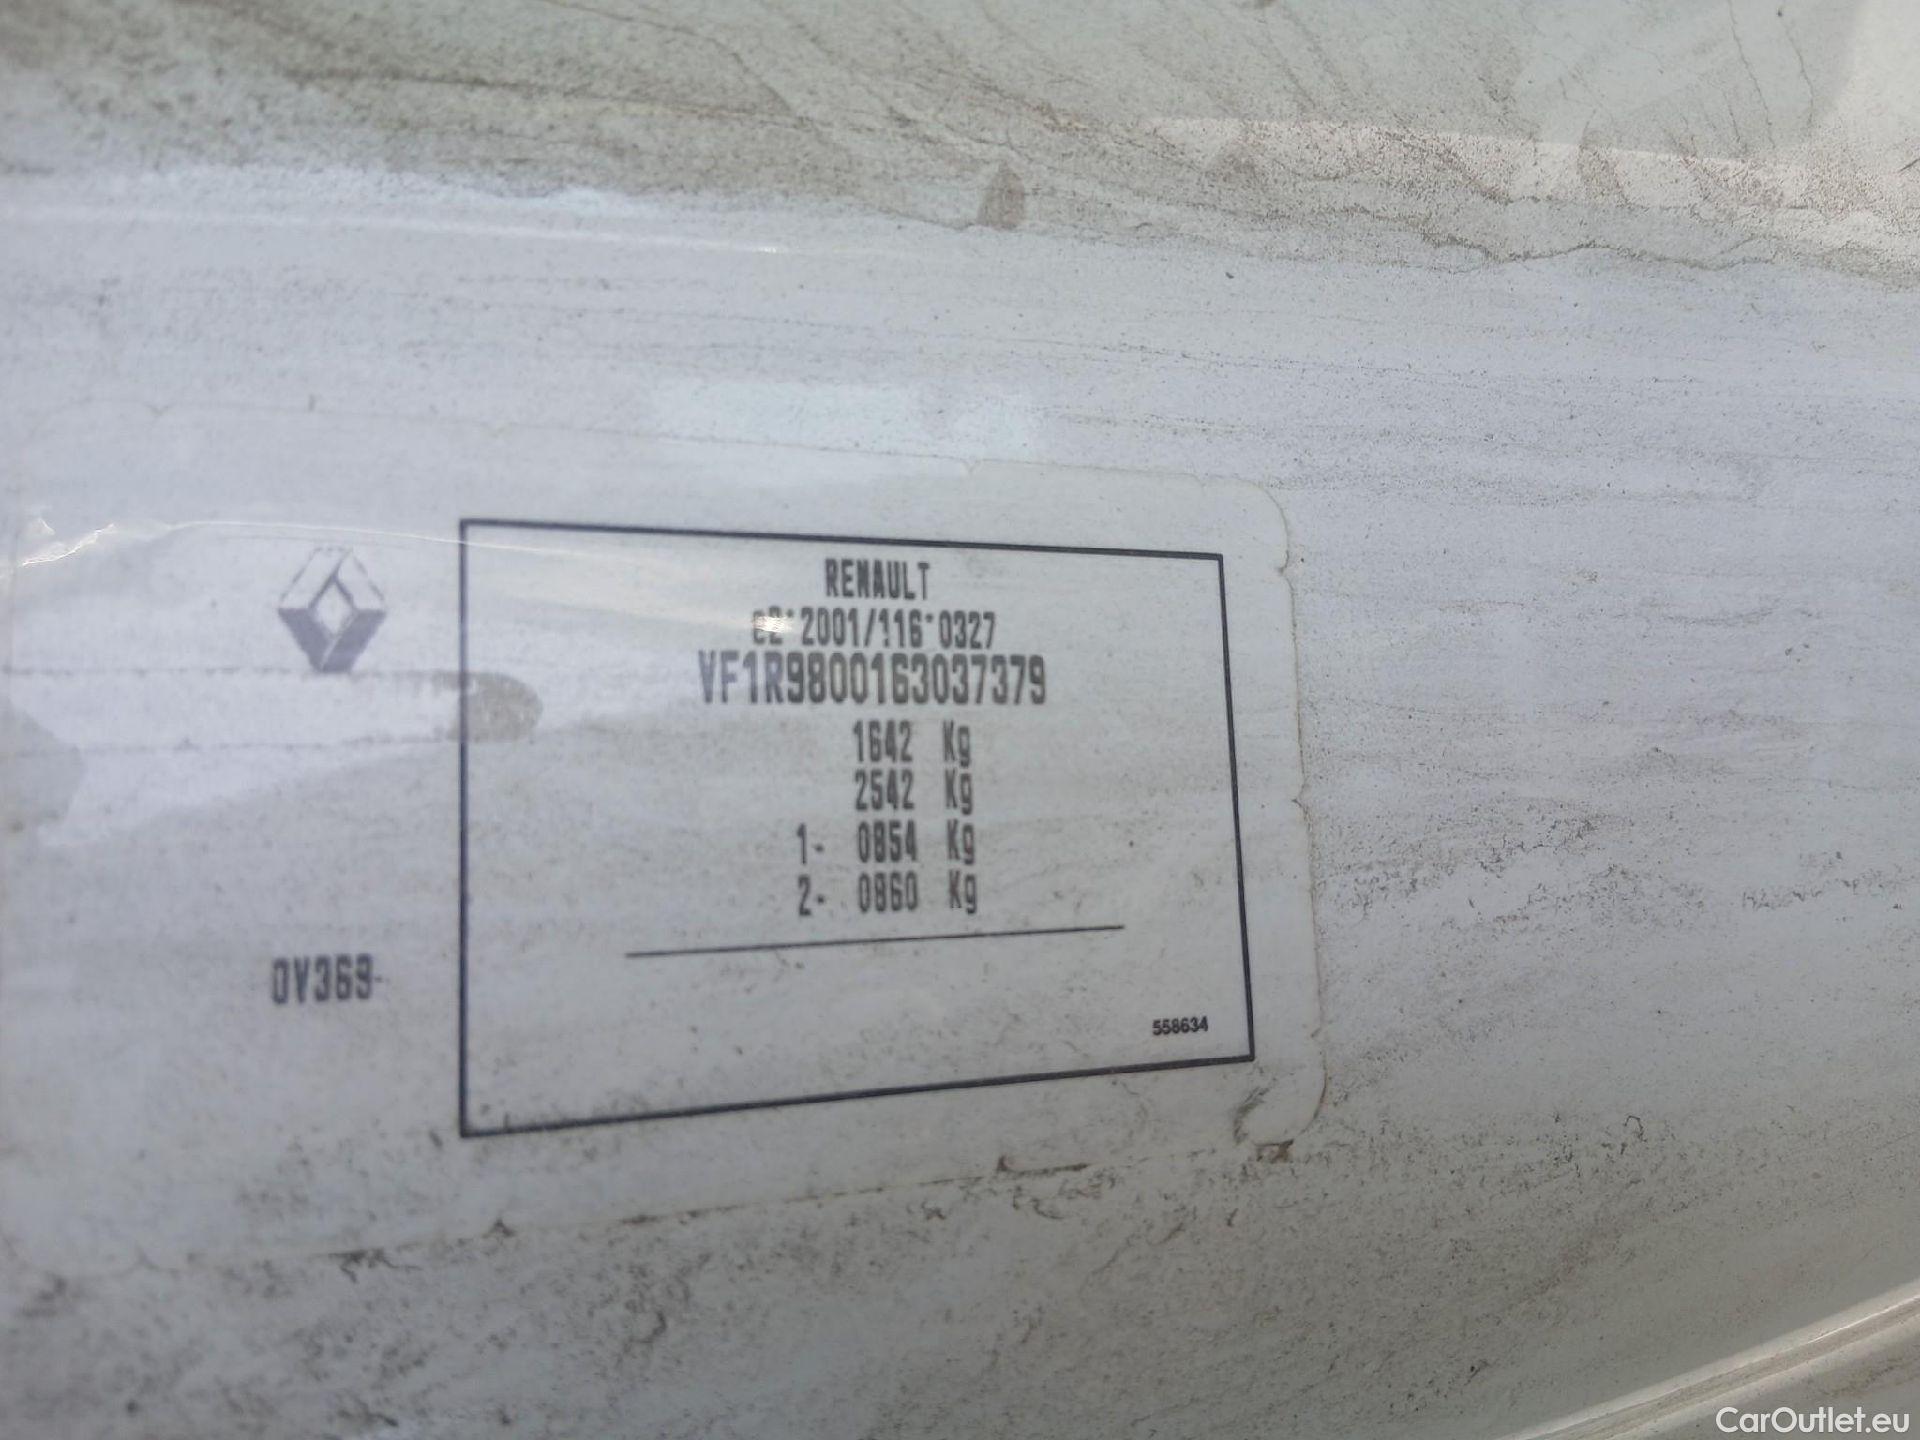 RENAULT
e2*2001/116*0327
VF1R9800163037379
1642 Kg
2542 Kg
1- 0854 Kg
2- 0860 Kg
0V369
558634
CarOutlet.eu